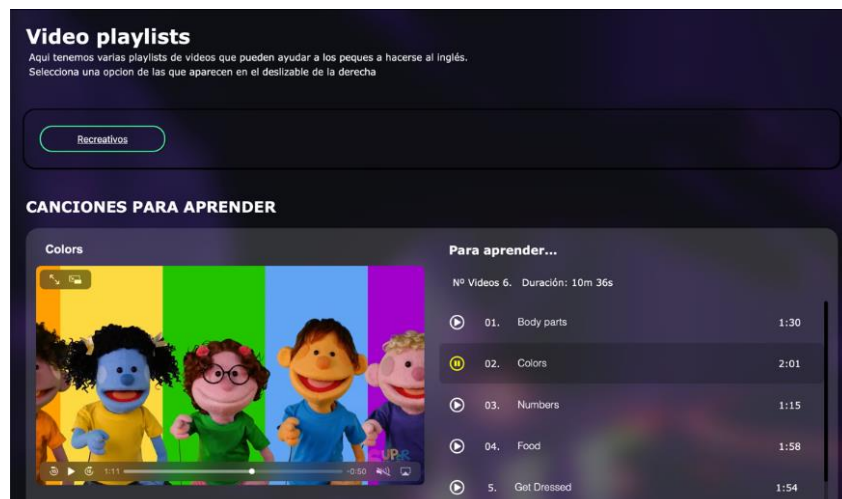 Video playlists
Aqui tenemos varias playlists de videos que pueden ayudar a los peques a hacerse al inglés.
Selecciona una opcion de las que aparecen en el deslizable de la derecha
Recreativos
CANCIONES PARA APRENDER
Colors
SUPER
1:11
-0:50
Para aprender...
Nº Videos 6. Duración: 10m 36s
01. Body parts 1:30
02. Colors 2:01
03. Numbers 1:15
04. Food 1:58
5. Get Dressed 1:54